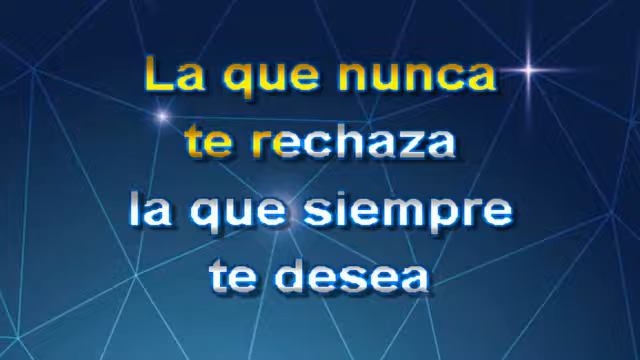 La que nunca
te rechaza
la que siempre
te desea